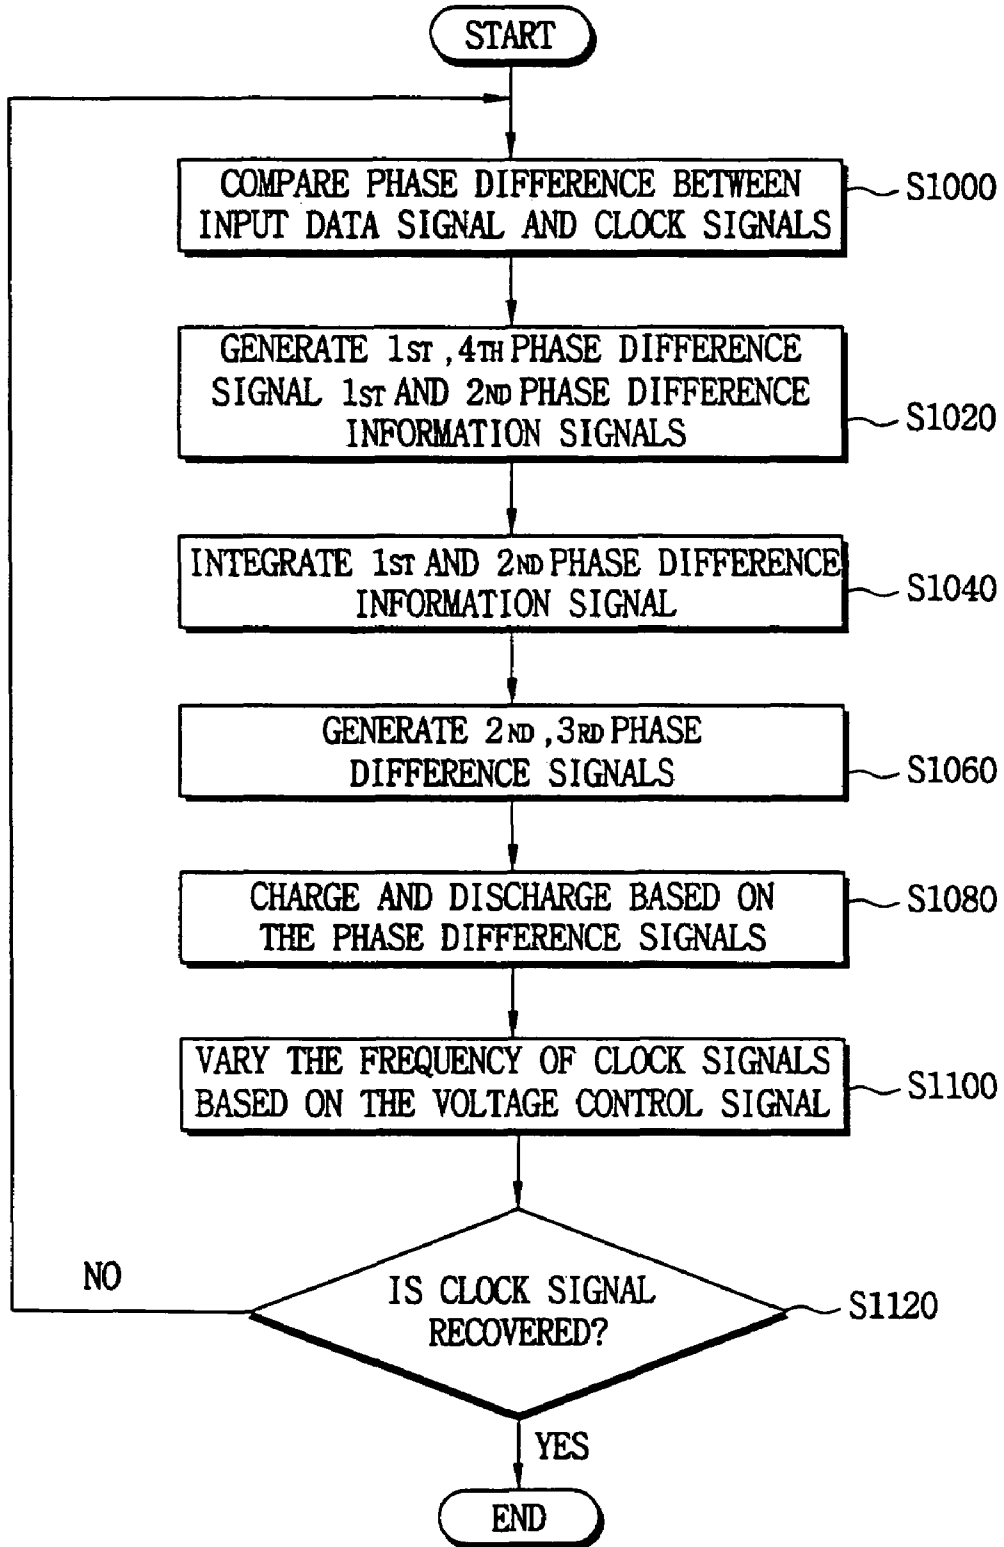 START
COMPARE PHASE DIFFERENCE BETWEEN
INPUT DATA SIGNAL AND CLOCK SIGNALS
S1000
GENERATE 1ST ,4TH PHASE DIFFERENCE
SIGNAL 1ST AND 2ND PHASE DIFFERENCE
INFORMATION SIGNALS
S1020
INTEGRATE 1ST AND 2ND PHASE DIFFERENCE
INFORMATION SIGNAL
S1040
GENERATE 2ND ,3RD PHASE
DIFFERENCE SIGNALS
S1060
CHARGE AND DISCHARGE BASED ON
THE PHASE DIFFERENCE SIGNALS
S1080
VARY THE FREQUENCY OF CLOCK SIGNALS
BASED ON THE VOLTAGE CONTROL SIGNAL
S1100
NO
IS CLOCK SIGNAL
RECOVERED?
S1120
YES
END